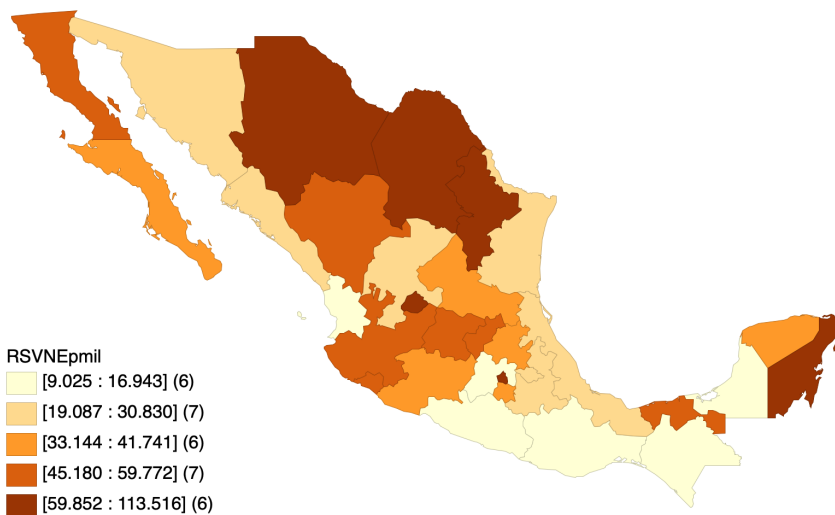 RSVNEpmil
[9.025 : 16.943] (6)
[19.087 : 30.830] (7)
[33.144 : 41.741] (6)
[45.180 : 59.772] (7)
[59.852 : 113.516] (6)